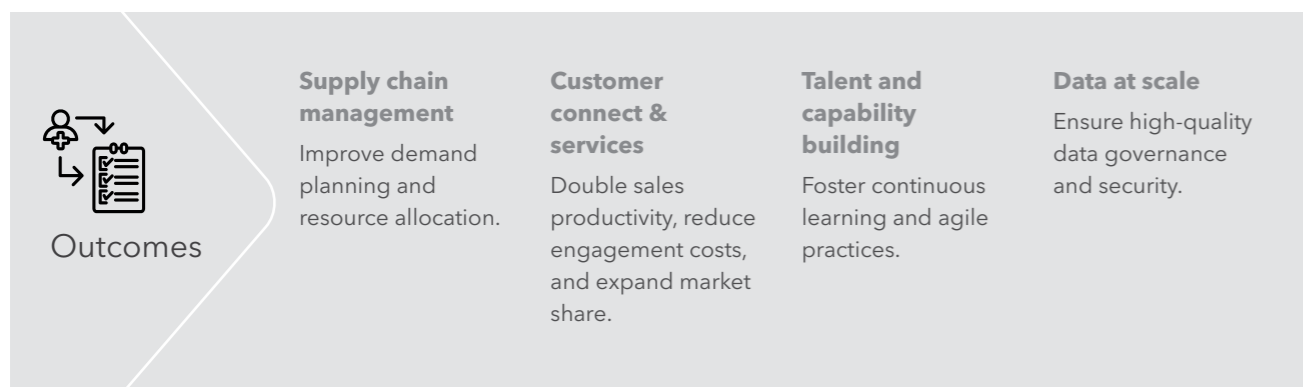 Outcomes
Supply chain
management
Improve demand
planning and
resource allocation.
Customer
connect &
services
Double sales
productivity, reduce
engagement costs,
and expand market
share.
Talent and
capability
building
Foster continuous
learning and agile
practices.
Data at scale
Ensure high-quality
data governance
and security.